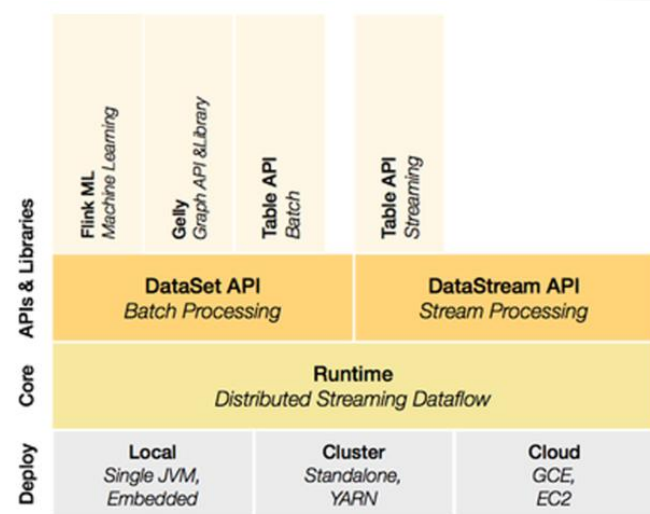 APIs & Libraries
Flink ML
Machine Learning
Gelly
Graph API &Library
Table API
Batch
Table API
Streaming
DataSet API
Batch Processing
DataStream API
Stream Processing
Core
Runtime
Distributed Streaming Dataflow
Deploy
Local
Single JVM,
Embedded
Cluster
Standalone,
YARN
Cloud
GCE,
EC2